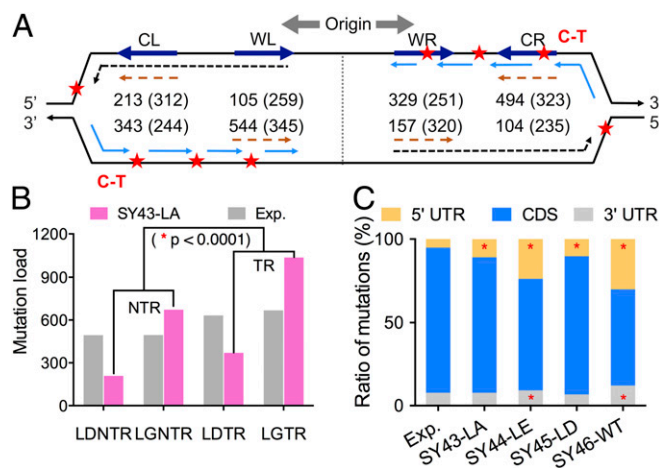 A
Origin
CL WL WR CR C-T
5' 213 (312) 105 (259) 329 (251) 494 (323) 3
3' 343 (244) 544 (345) 157 (320) 104 (235) 5
C-T
B
SY43-LA Exp.
Mutation load
1200
900
600
300
0
(* p < 0.0001)
TR
NTR
LDNTR LGNTR LDTR LGTR
C
5' UTR CDS 3' UTR
Ratio of mutations (%)
100
50
0
* * * *
* *
Exp. SY43-LA SY44-LE SY45-LD SY46-WT